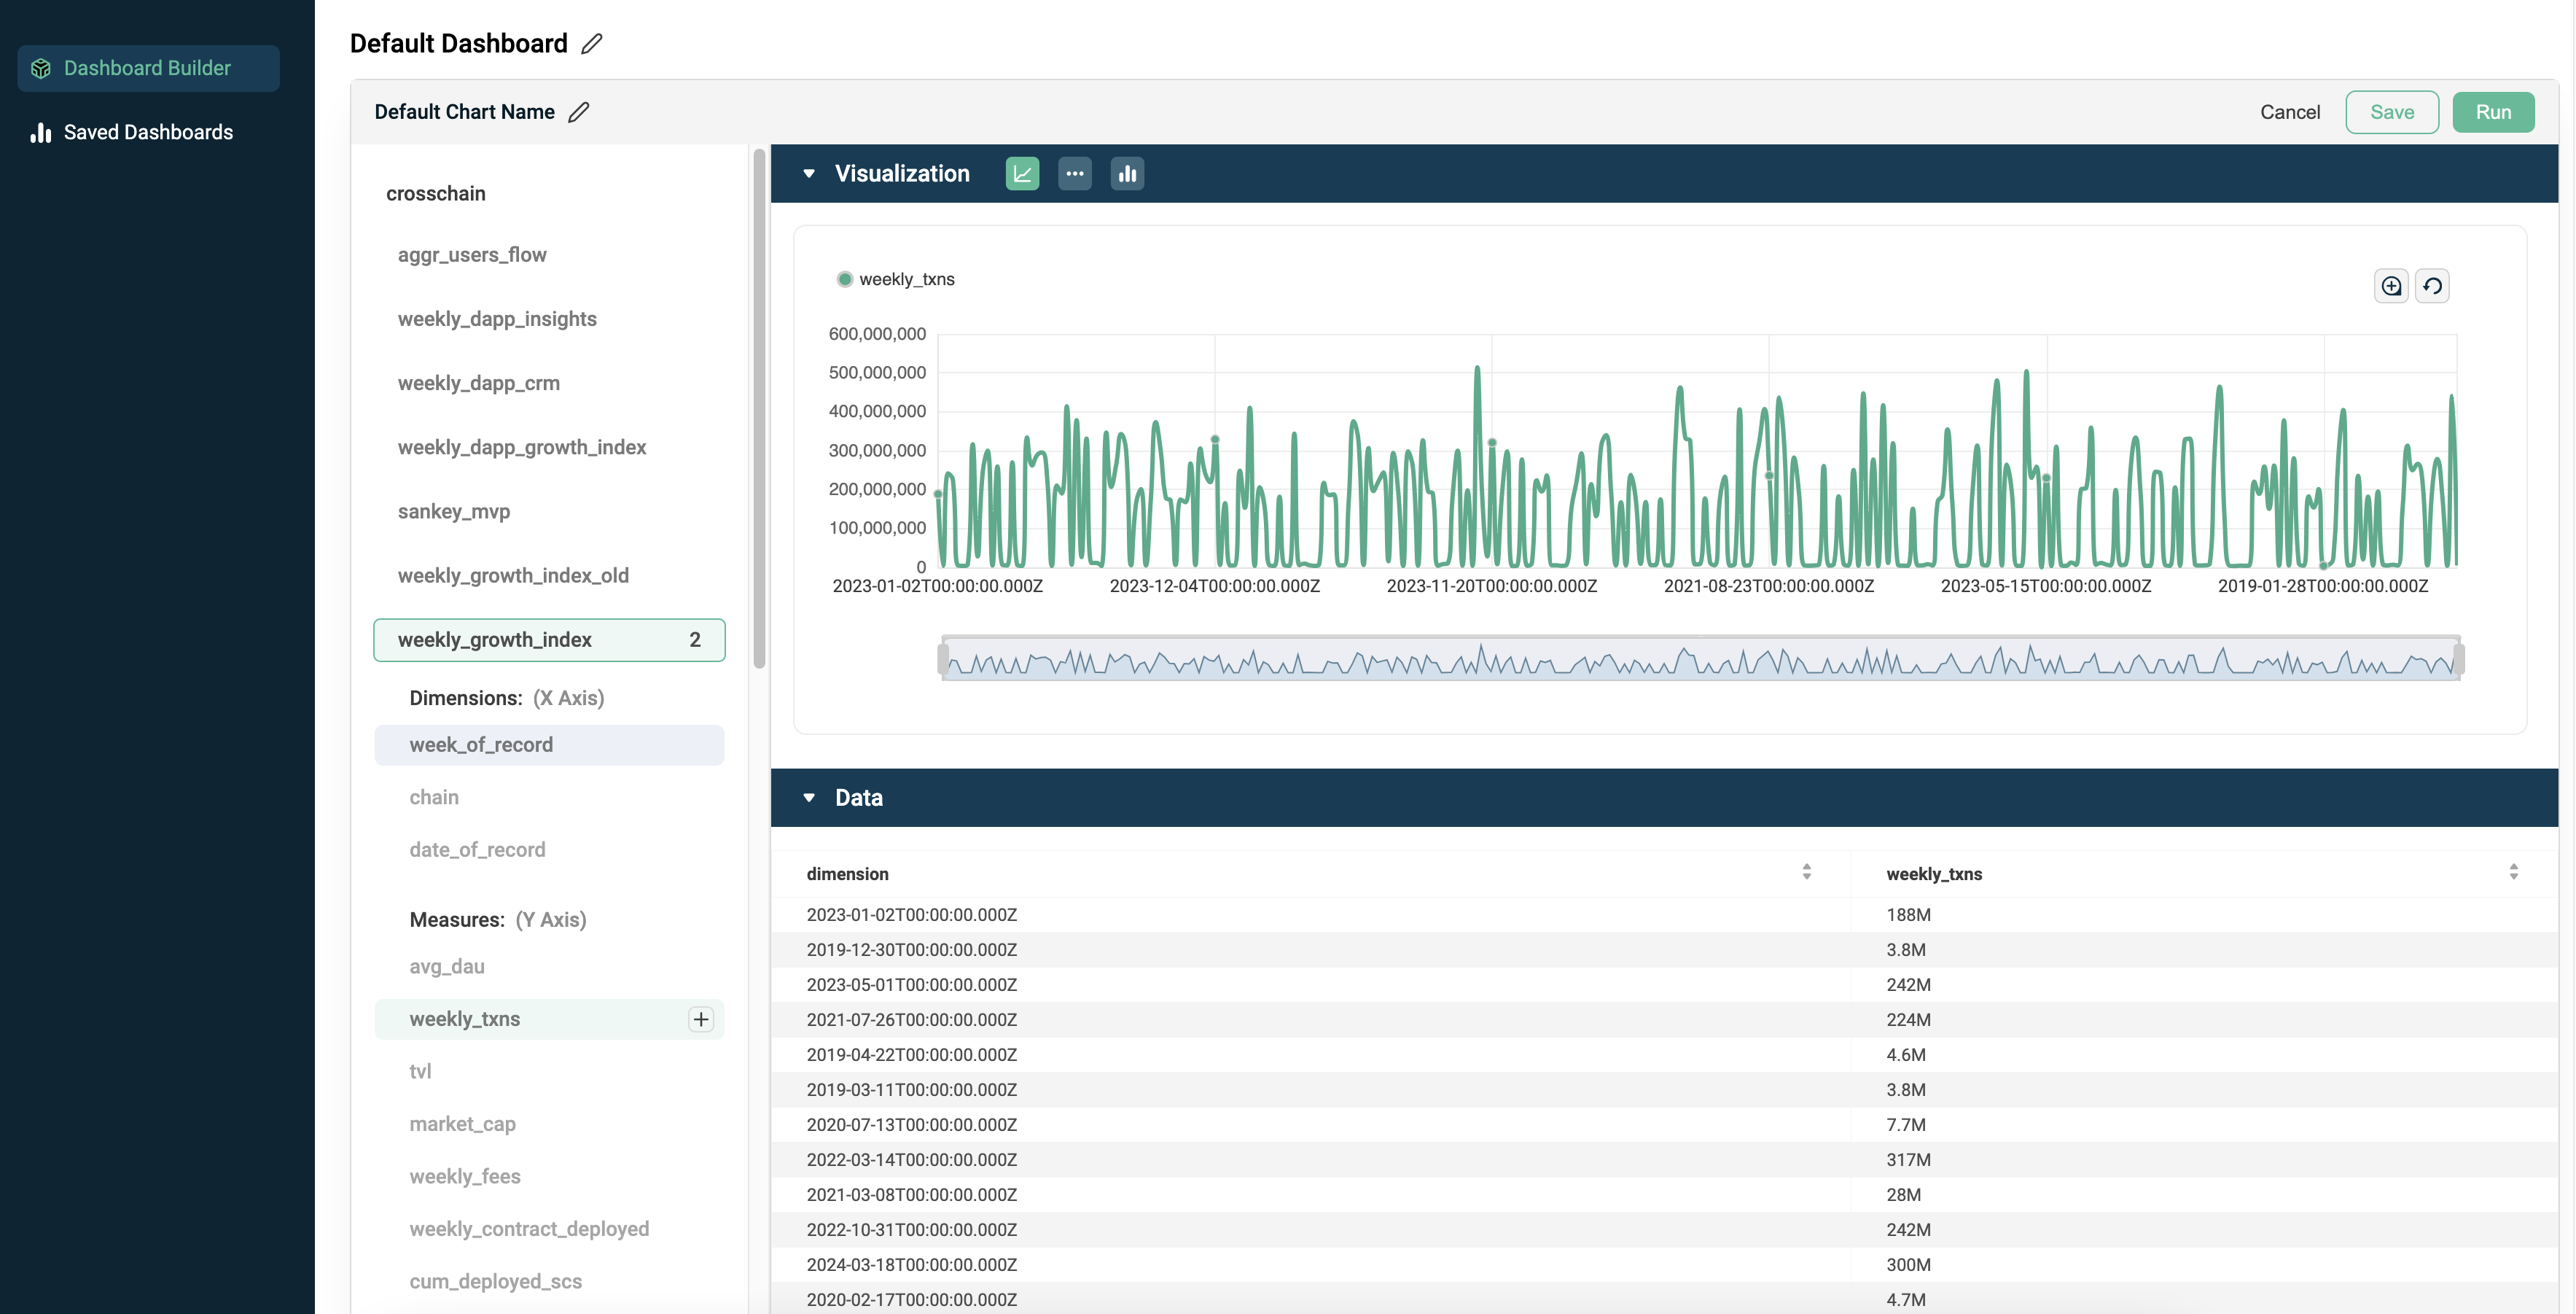 Dashboard Builder
Saved Dashboards
Default Dashboard
Default Chart Name
Cancel Save Run
crosschain
aggr_users_flow
weekly_dapp_insights
weekly_dapp_crm
weekly_dapp_growth_index
sankey_mvp
weekly_growth_index_old
weekly_growth_index 2
Dimensions: (X Axis)
week_of_record
chain
date_of_record
Measures: (Y Axis)
avg_dau
weekly_txns
tvl
market_cap
weekly_fees
weekly_contract_deployed
cum_deployed_scs
Visualization
weekly_txns
600,000,000
500,000,000
400,000,000
300,000,000
200,000,000
100,000,000
0
2023-01-02T00:00:00.000Z 2023-12-04T00:00:00.000Z 2023-11-20T00:00:00.000Z 2021-08-23T00:00:00.000Z 2023-05-15T00:00:00.000Z 2019-01-28T00:00:00.000Z
Data
dimension weekly_txns
2023-01-02T00:00:00.000Z 188M
2019-12-30T00:00:00.000Z 3.8M
2023-05-01T00:00:00.000Z 242M
2021-07-26T00:00:00.000Z 224M
2019-04-22T00:00:00.000Z 4.6M
2019-03-11T00:00:00.000Z 3.8M
2020-07-13T00:00:00.000Z 7.7M
2022-03-14T00:00:00.000Z 317M
2021-03-08T00:00:00.000Z 28M
2022-10-31T00:00:00.000Z 242M
2024-03-18T00:00:00.000Z 300M
2020-02-17T00:00:00.000Z 4.7M